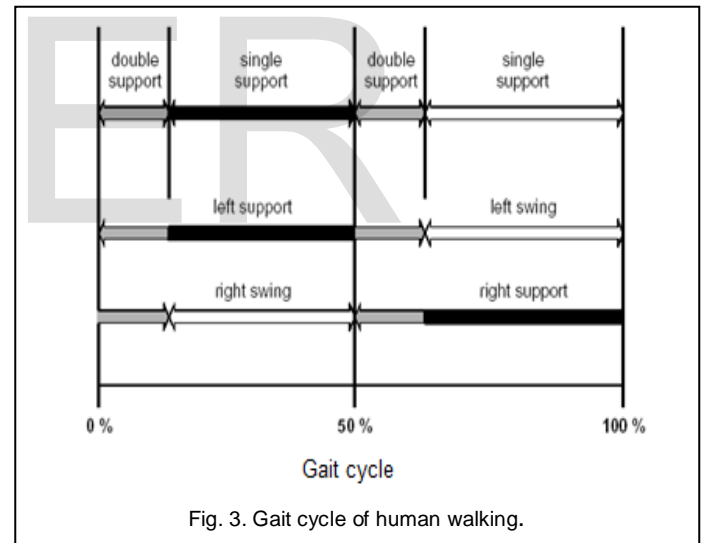 ER
double support single support double support single support
left support left swing
right swing right support
0 % 50 % 100 %
Gait cycle
Fig. 3. Gait cycle of human walking.